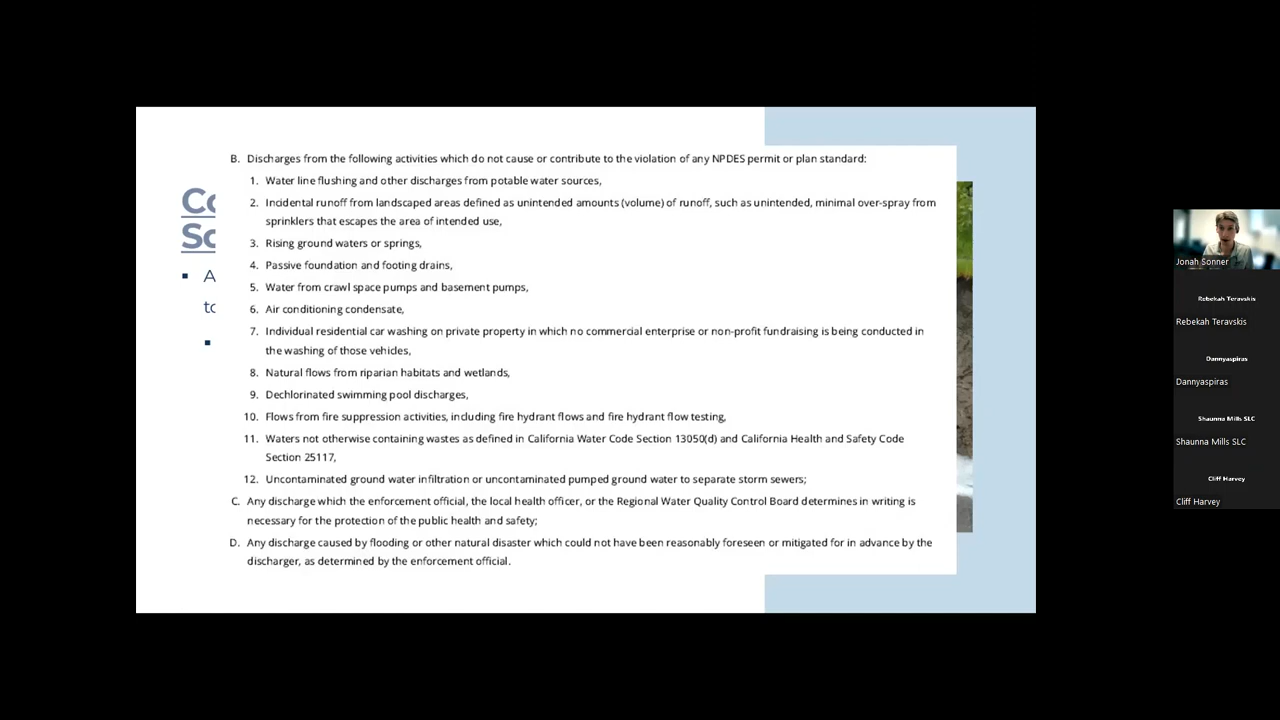 B. Discharges from the following activities which do not cause or contribute to the violation of any NPDES permit or plan standard:
1. Water line flushing and other discharges from potable water sources,
2. Incidental runoff from landscaped areas defined as unintended amounts (volume) of runoff, such as unintended, minimal over-spray from
sprinklers that escapes the area of intended use,
3. Rising ground waters or springs,
4. Passive foundation and footing drains,
5. Water from crawl space pumps and basement pumps,
6. Air conditioning condensate,
7. Individual residential car washing on private property in which no commercial enterprise or non-profit fundraising is being conducted in
the washing of those vehicles,
8. Natural flows from riparian habitats and wetlands,
9. Dechlorinated swimming pool discharges,
10. Flows from fire suppression activities, including fire hydrant flows and fire hydrant flow testing,
11. Waters not otherwise containing wastes as defined in California Water Code Section 13050(d) and California Health and Safety Code
Section 25117,
12. Uncontaminated ground water infiltration or uncontaminated pumped ground water to separate storm sewers;
C. Any discharge which the enforcement official, the local health officer, or the Regional Water Quality Control Board determines in writing is
necessary for the protection of the public health and safety;
D. Any discharge caused by flooding or other natural disaster which could not have been reasonably foreseen or mitigated for in advance by the
discharger, as determined by the enforcement official.
Jonah Sonner
Rebekah Teravskis
Rebekah Teravskis
Dannyaspiras
Dannyaspiras
Shaunna Mills SLC
Shaunna Mills SLC
Cliff Harvey
Cliff Harvey